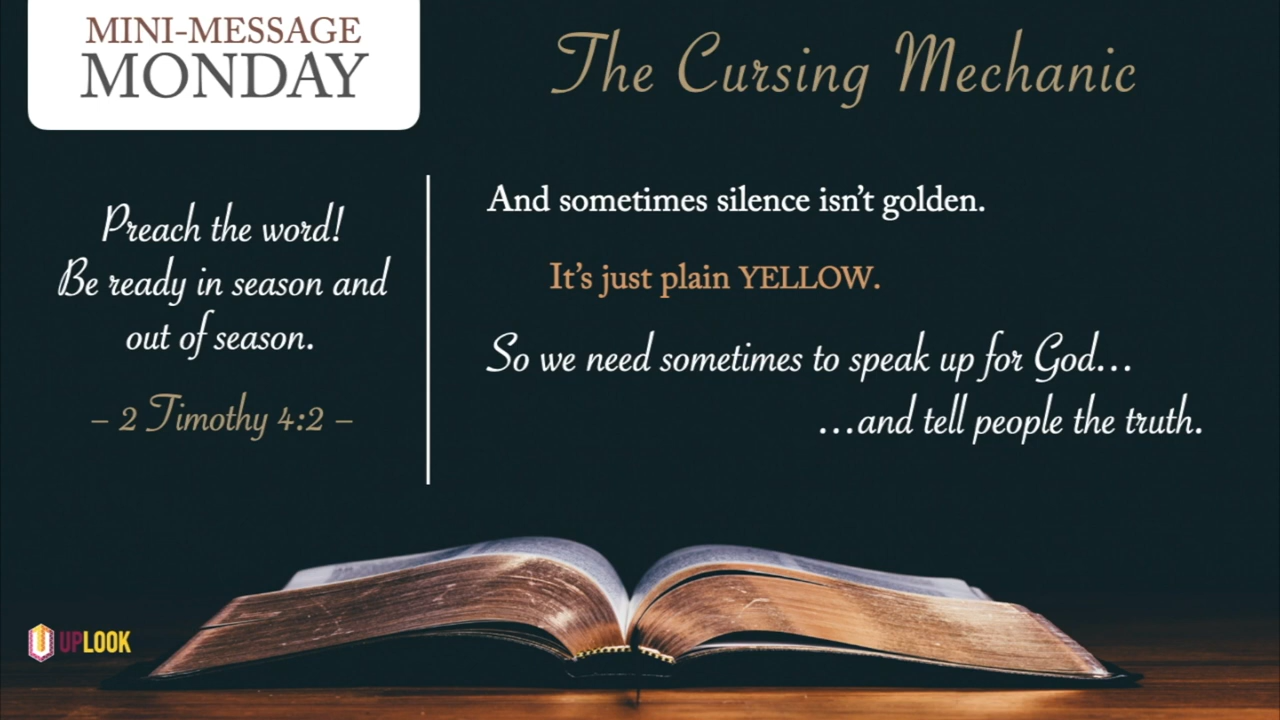 MINI-MESSAGE
MONDAY
The Cursing Mechanic
Preach the word!
Be ready in season and
out of season.
– 2 Timothy 4:2 –
And sometimes silence isn’t golden.
It’s just plain YELLOW.
So we need sometimes to speak up for God...
...and tell people the truth.
UPLOOK